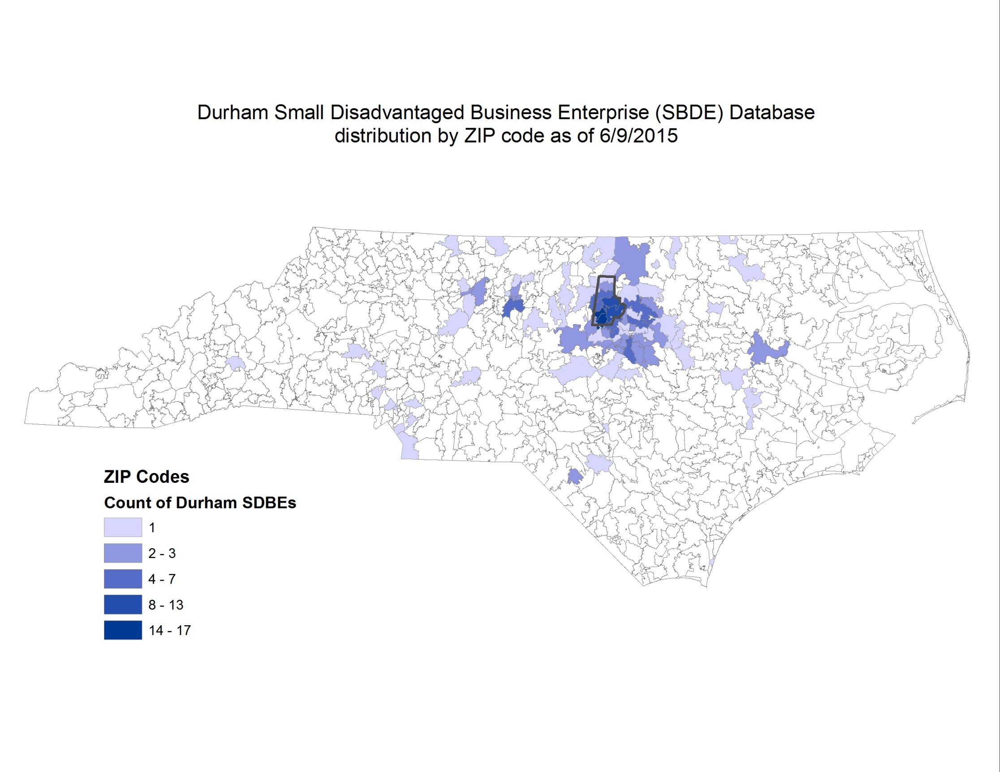 Durham Small Disadvantaged Business Enterprise (SBDE) Database
distribution by ZIP code as of 6/9/2015
ZIP Codes
Count of Durham SDBEs
1
2 - 3
4 - 7
8 - 13
14 - 17